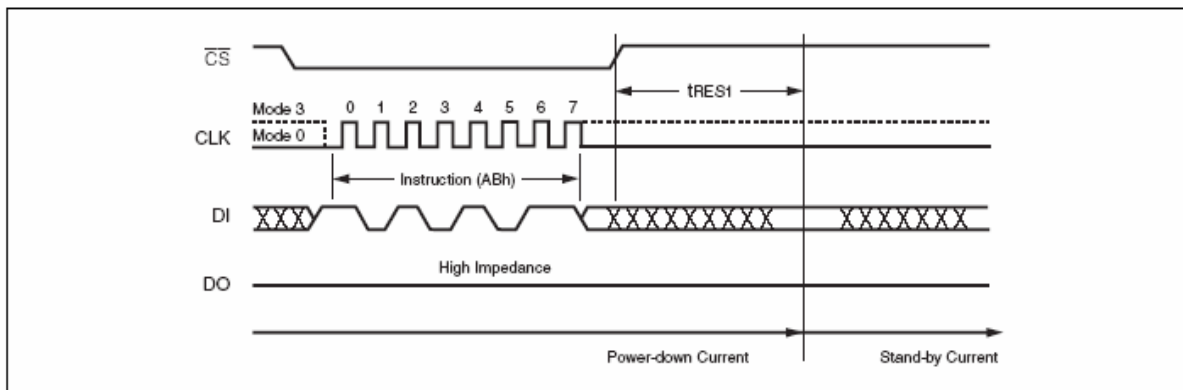 CS
tRES1
Mode 3 0 1 2 3 4 5 6 7
CLK Mode 0
Instruction (ABh)
DI
High Impedance
DO
Power-down Current Stand-by Current